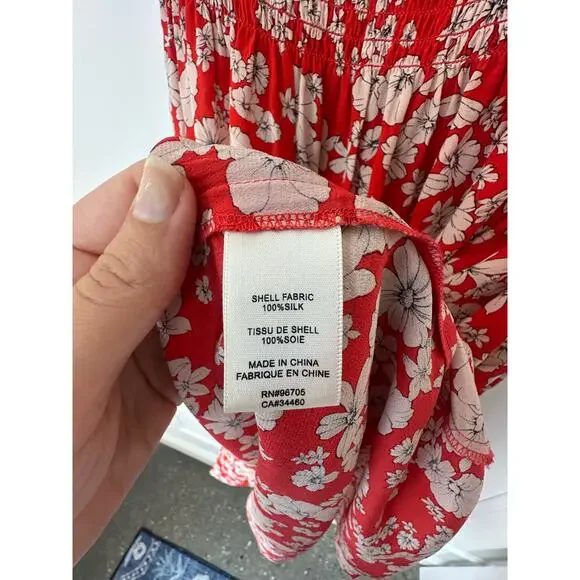 SHELL FABRIC
100%SILK
TISSU DE SHELL
100%SOIE
MADE IN CHINA
FABRIQUE EN CHINE
RN#96705
CA#34460